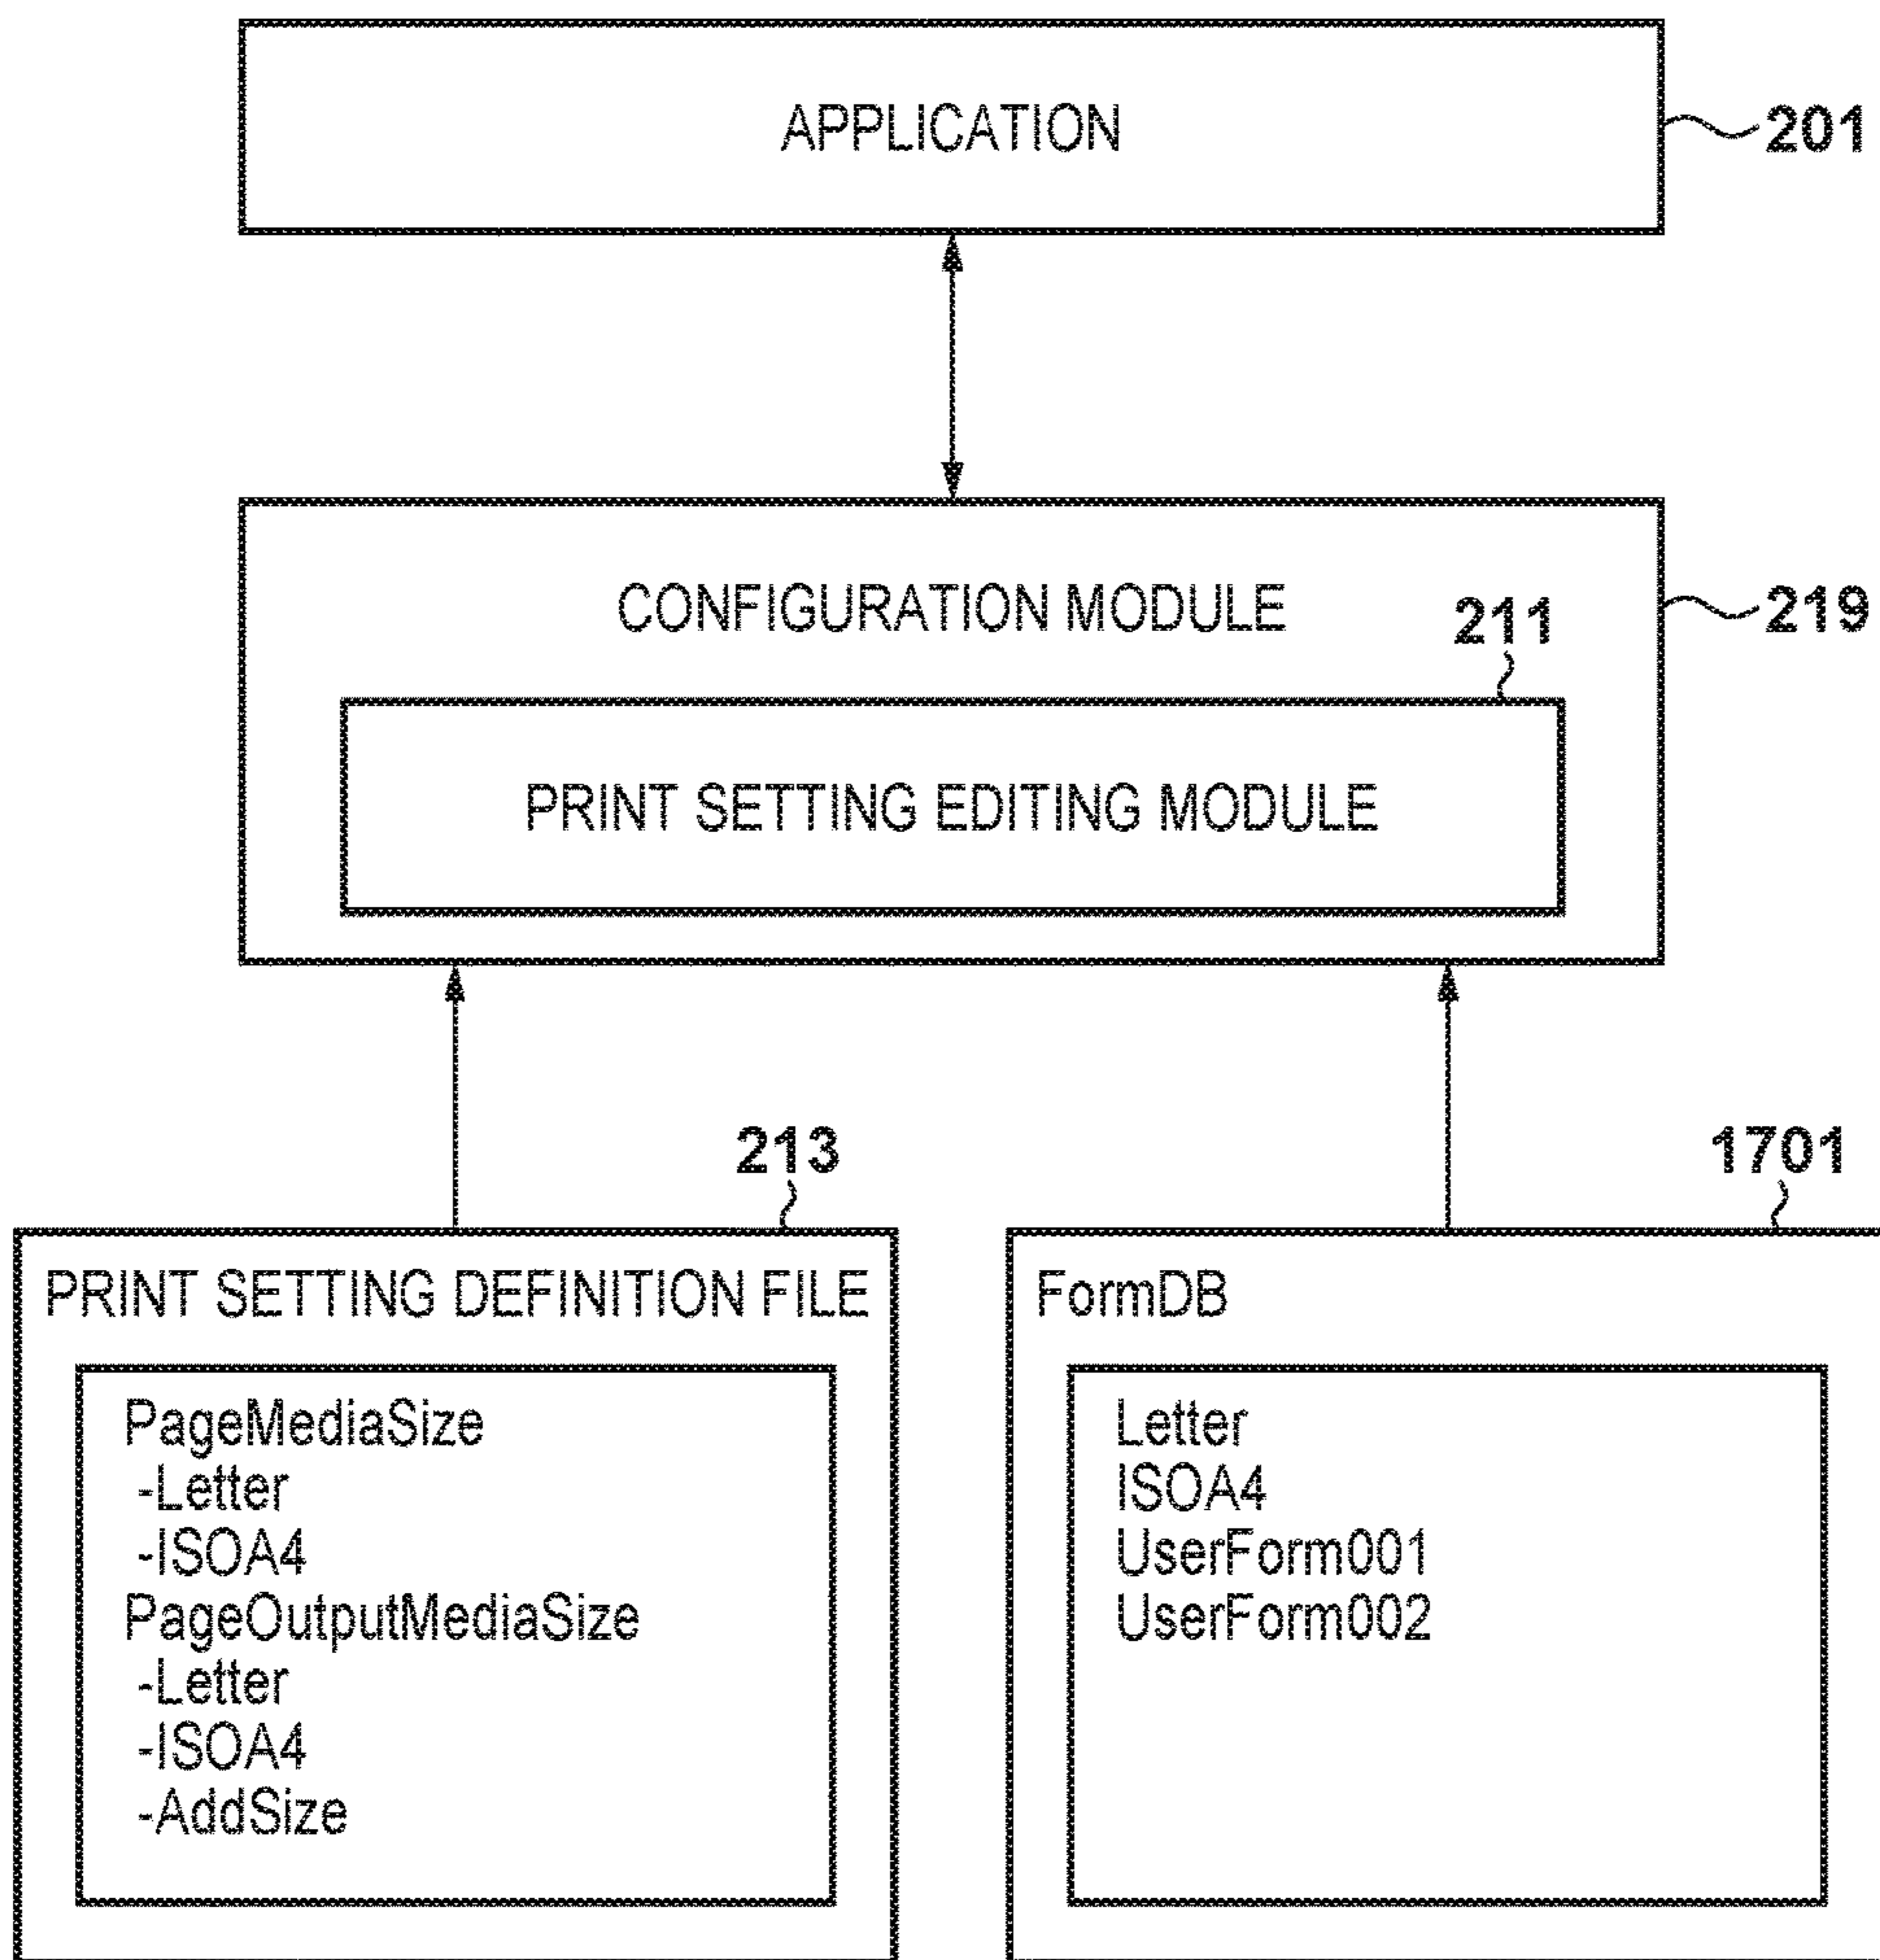 APPLICATION
201
CONFIGURATION MODULE
219
211
PRINT SETTING EDITING MODULE
213
PRINT SETTING DEFINITION FILE
PageMediaSize
-Letter
-ISOA4
PageOutputMediaSize
-Letter
-ISOA4
-AddSize
1701
FormDB
Letter
ISOA4
UserForm001
UserForm002